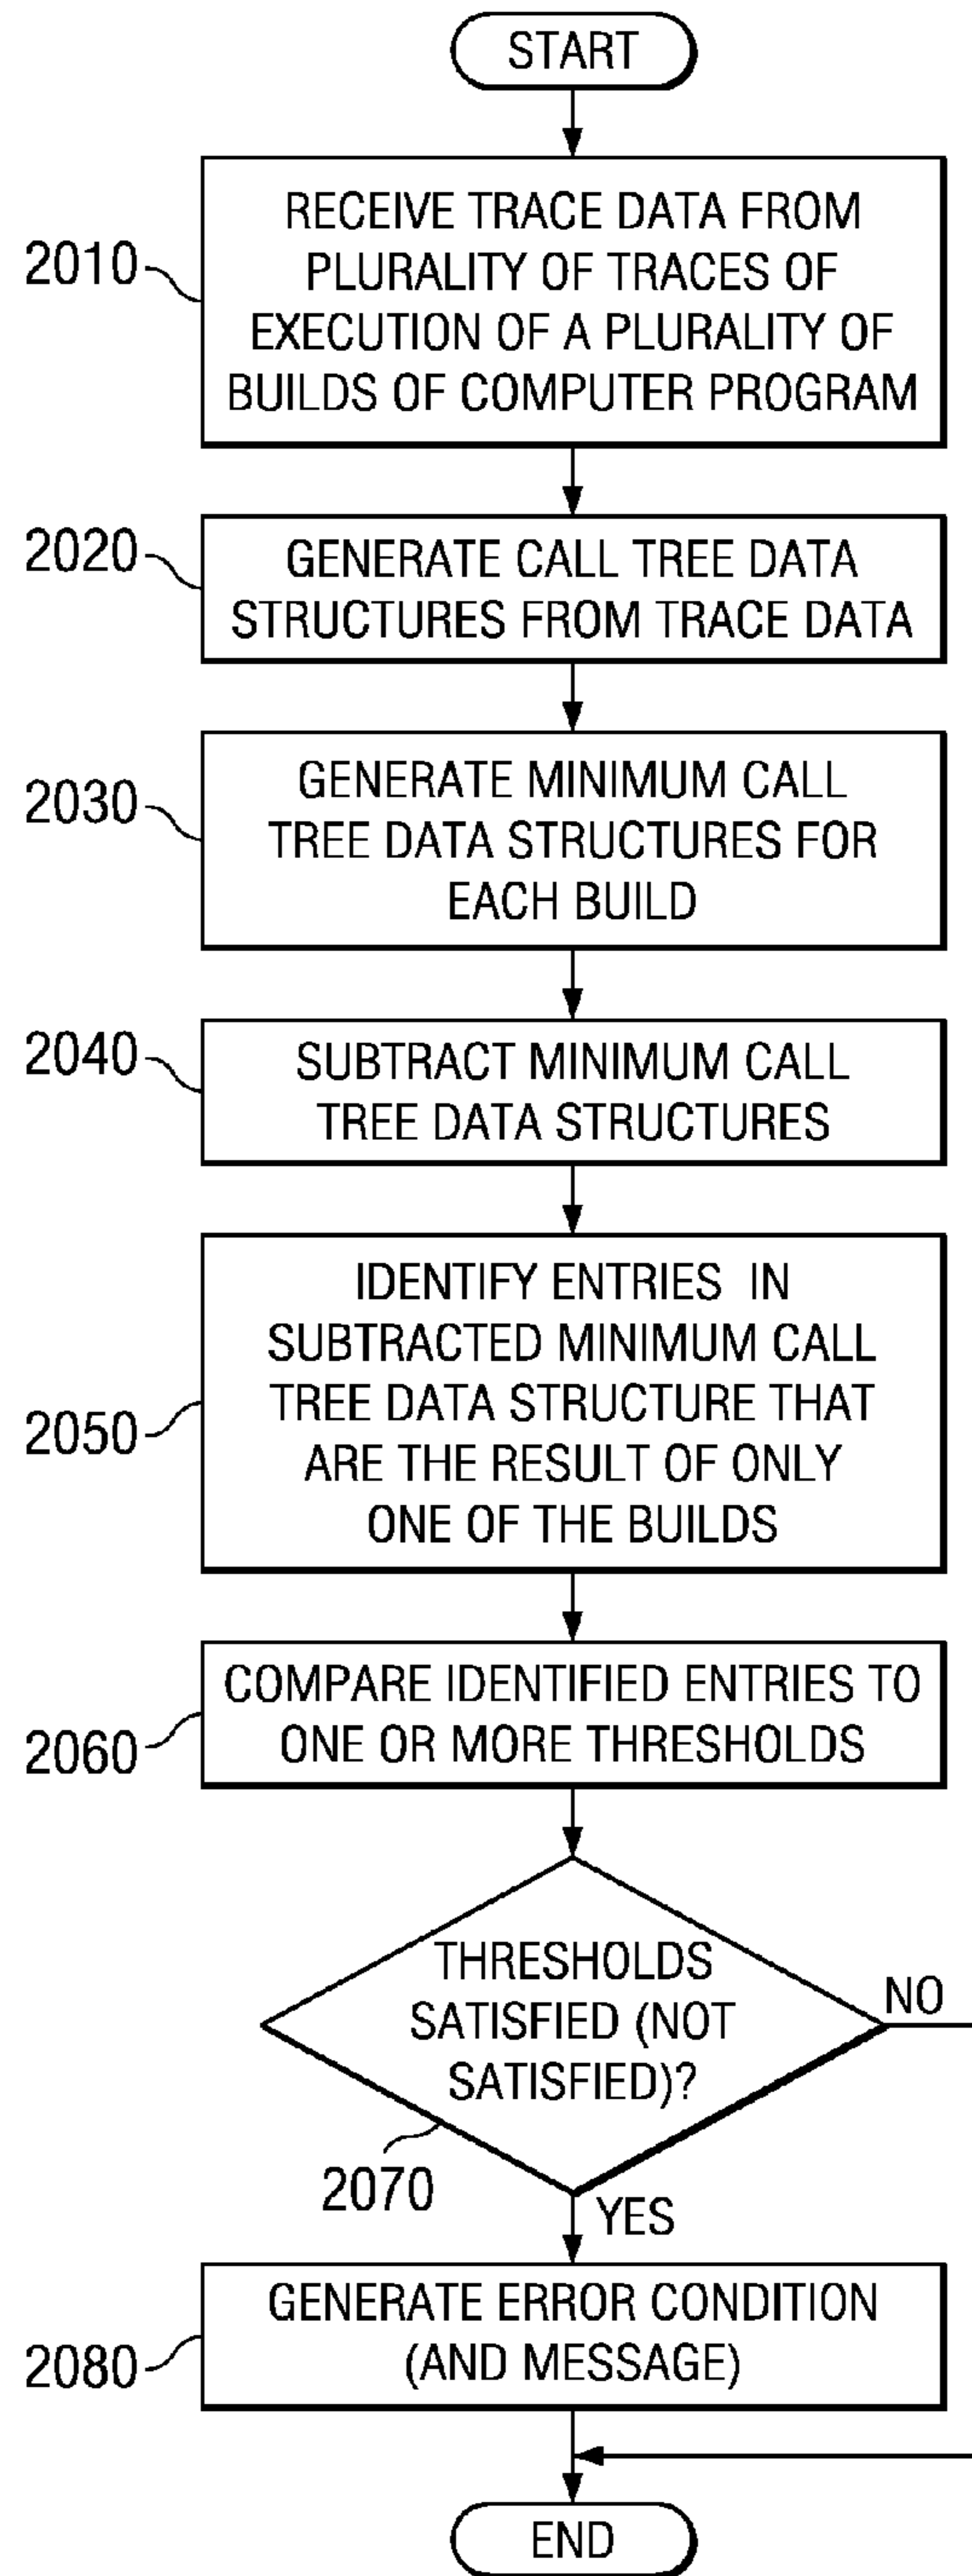 START
2010
RECEIVE TRACE DATA FROM
PLURALITY OF TRACES OF
EXECUTION OF A PLURALITY OF
BUILDS OF COMPUTER PROGRAM
2020
GENERATE CALL TREE DATA
STRUCTURES FROM TRACE DATA
2030
GENERATE MINIMUM CALL
TREE DATA STRUCTURES FOR
EACH BUILD
2040
SUBTRACT MINIMUM CALL
TREE DATA STRUCTURES
2050
IDENTIFY ENTRIES IN
SUBTRACTED MINIMUM CALL
TREE DATA STRUCTURE THAT
ARE THE RESULT OF ONLY
ONE OF THE BUILDS
2060
COMPARE IDENTIFIED ENTRIES TO
ONE OR MORE THRESHOLDS
THRESHOLDS
SATISFIED (NOT
SATISFIED)?
NO
2070
YES
2080
GENERATE ERROR CONDITION
(AND MESSAGE)
END